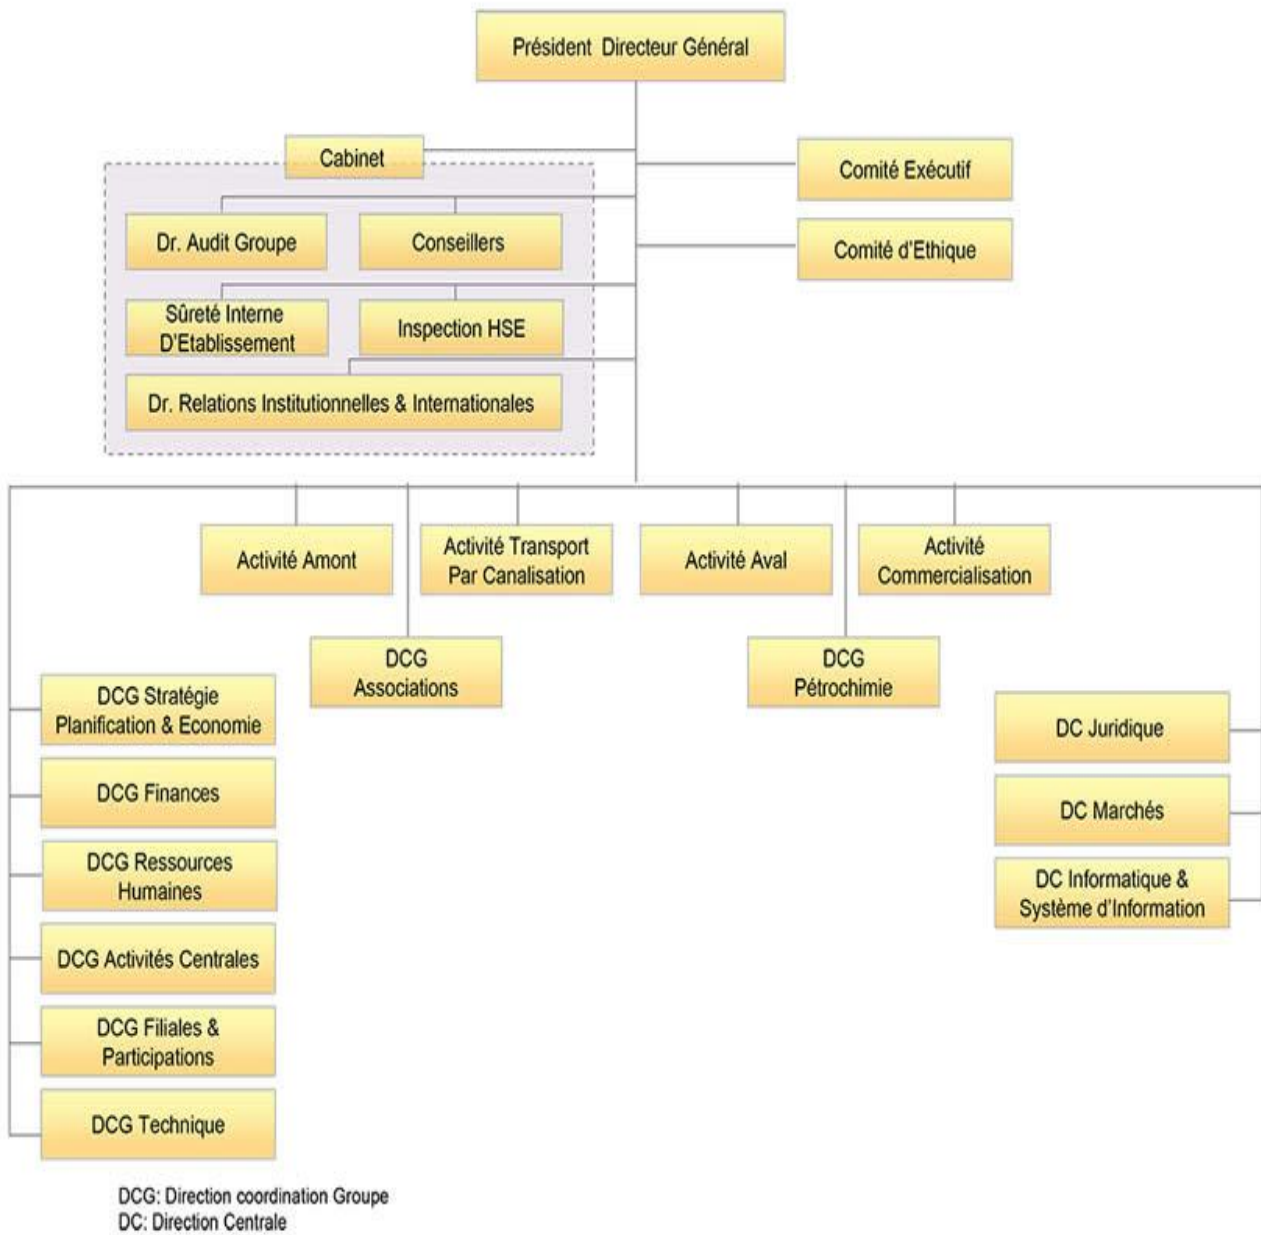 Président Directeur Général
Cabinet
Comité Exécutif
Dr. Audit Groupe
Conseillers
Comité d'Ethique
Sûreté Interne
D'Etablissement
Inspection HSE
Dr. Relations Institutionnelles & Internationales
Activité Amont
Activité Transport
Par Canalisation
Activité Aval
Activité
Commercialisation
DCG
Associations
DCG
Pétrochimie
DCG Stratégie
Planification & Economie
DCG Finances
DCG Ressources
Humaines
DCG Activités Centrales
DCG Filiales &
Participations
DCG Technique
DC Juridique
DC Marchés
DC Informatique &
Système d'Information
DCG: Direction coordination Groupe
DC: Direction Centrale